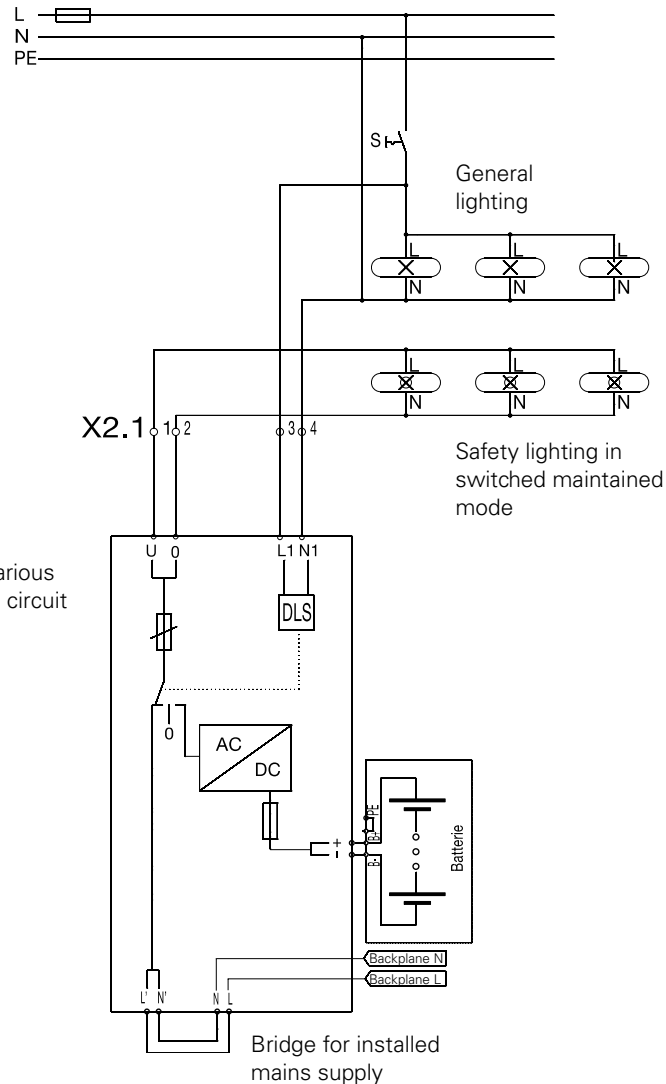 L
N
PE
S
General
lighting
L
L
L
N
N
N
L
L
L
N
N
N
X2.1
1
2
3
4
Safety lighting in
switched maintained
mode
U
0
L1
N1
arious
circuit
DLS
0
AC
DC
PE
B+
B-
+
-
Batterie
Backplane N
Backplane L
L'
N'
N
L
Bridge for installed
mains supply